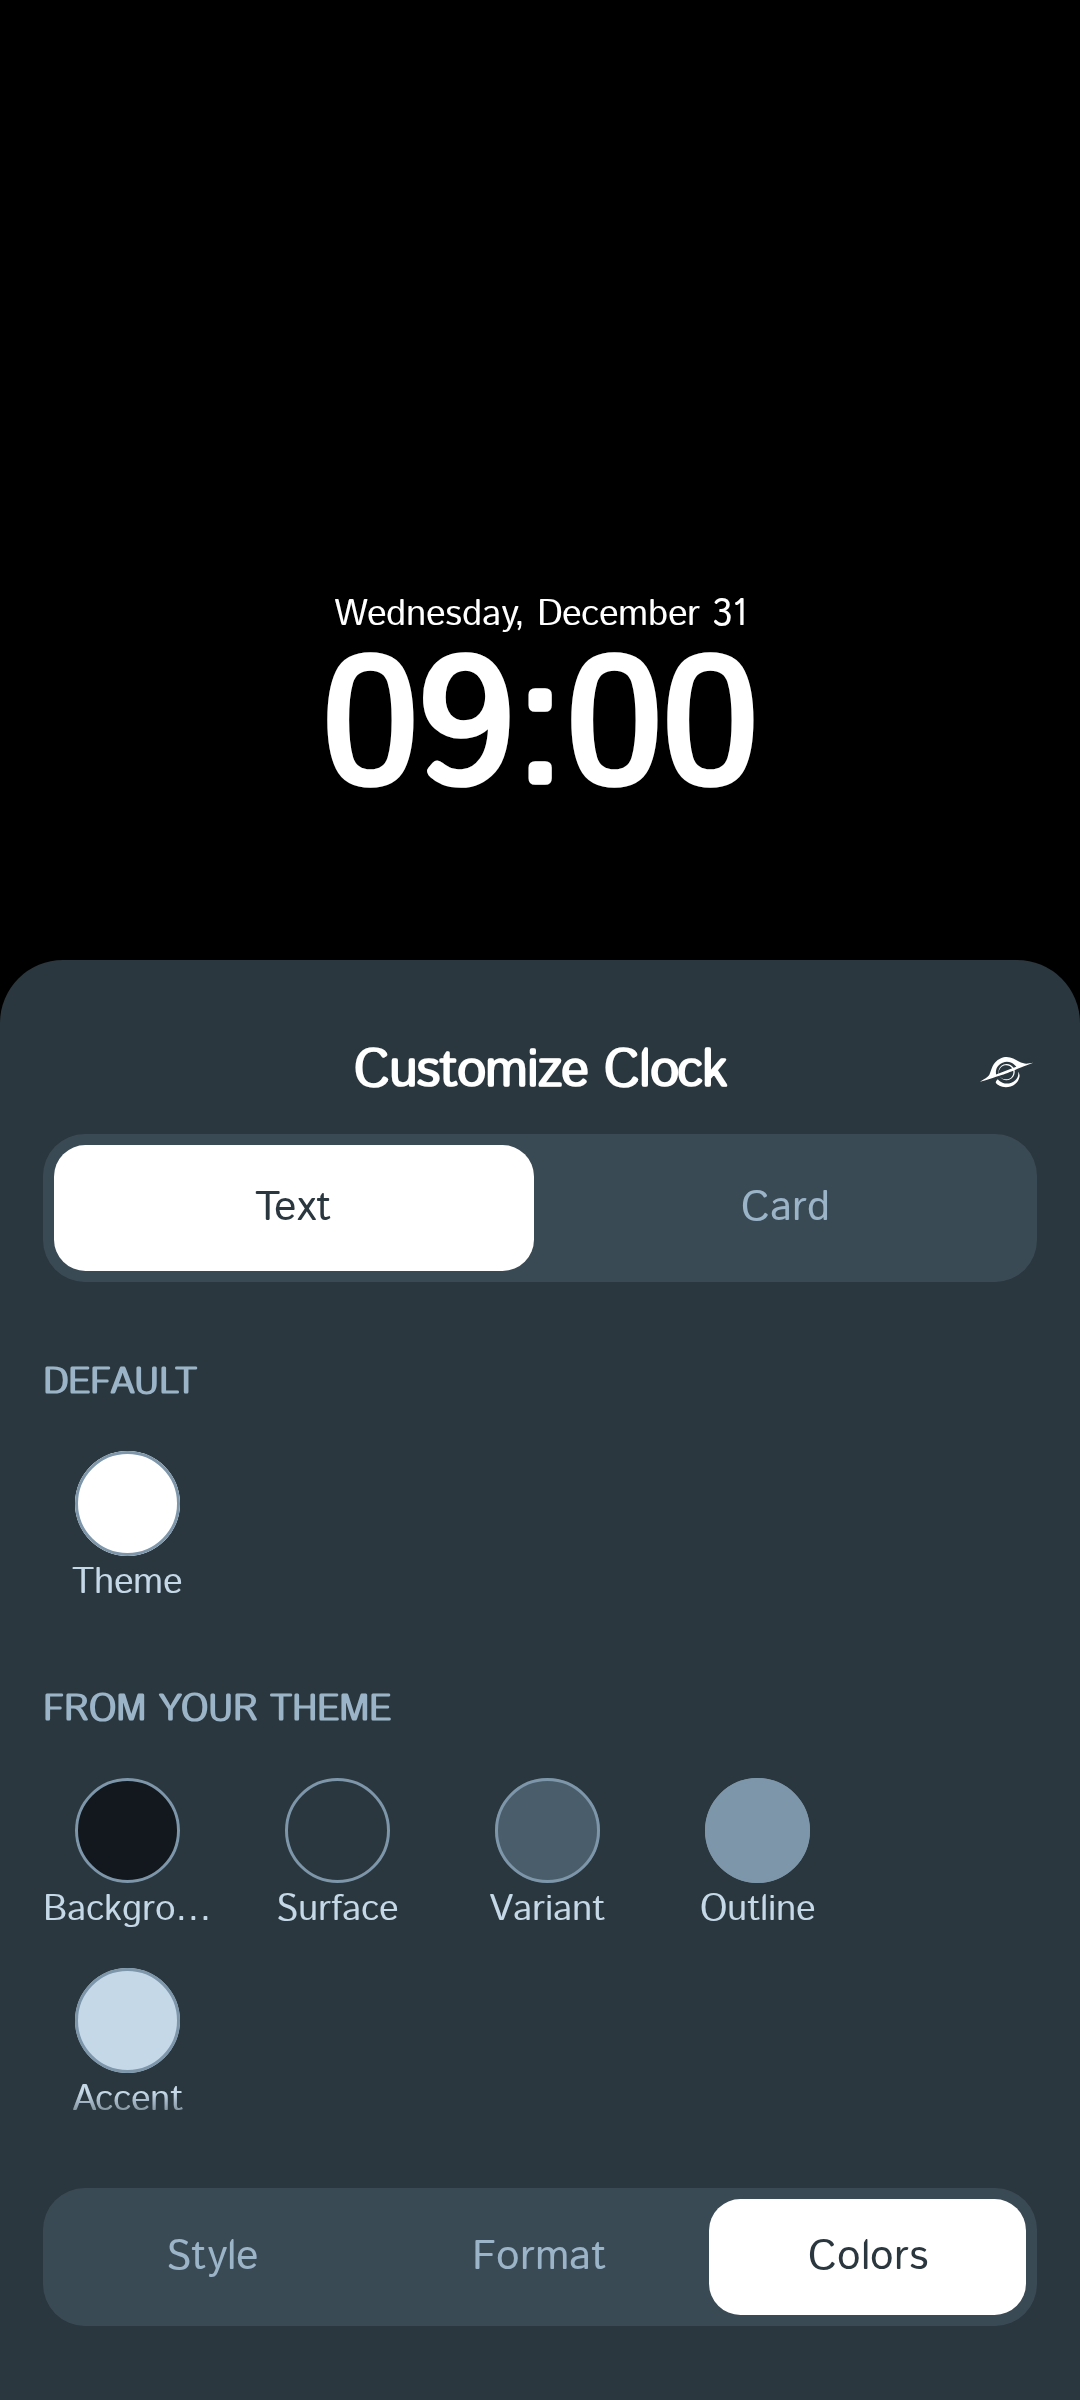 Wednesday, December 31
09:00
Customize Clock
Text
Card
DEFAULT
Theme
FROM YOUR THEME
Backgro...
Surface
Variant
Outline
Accent
Style
Format
Colors